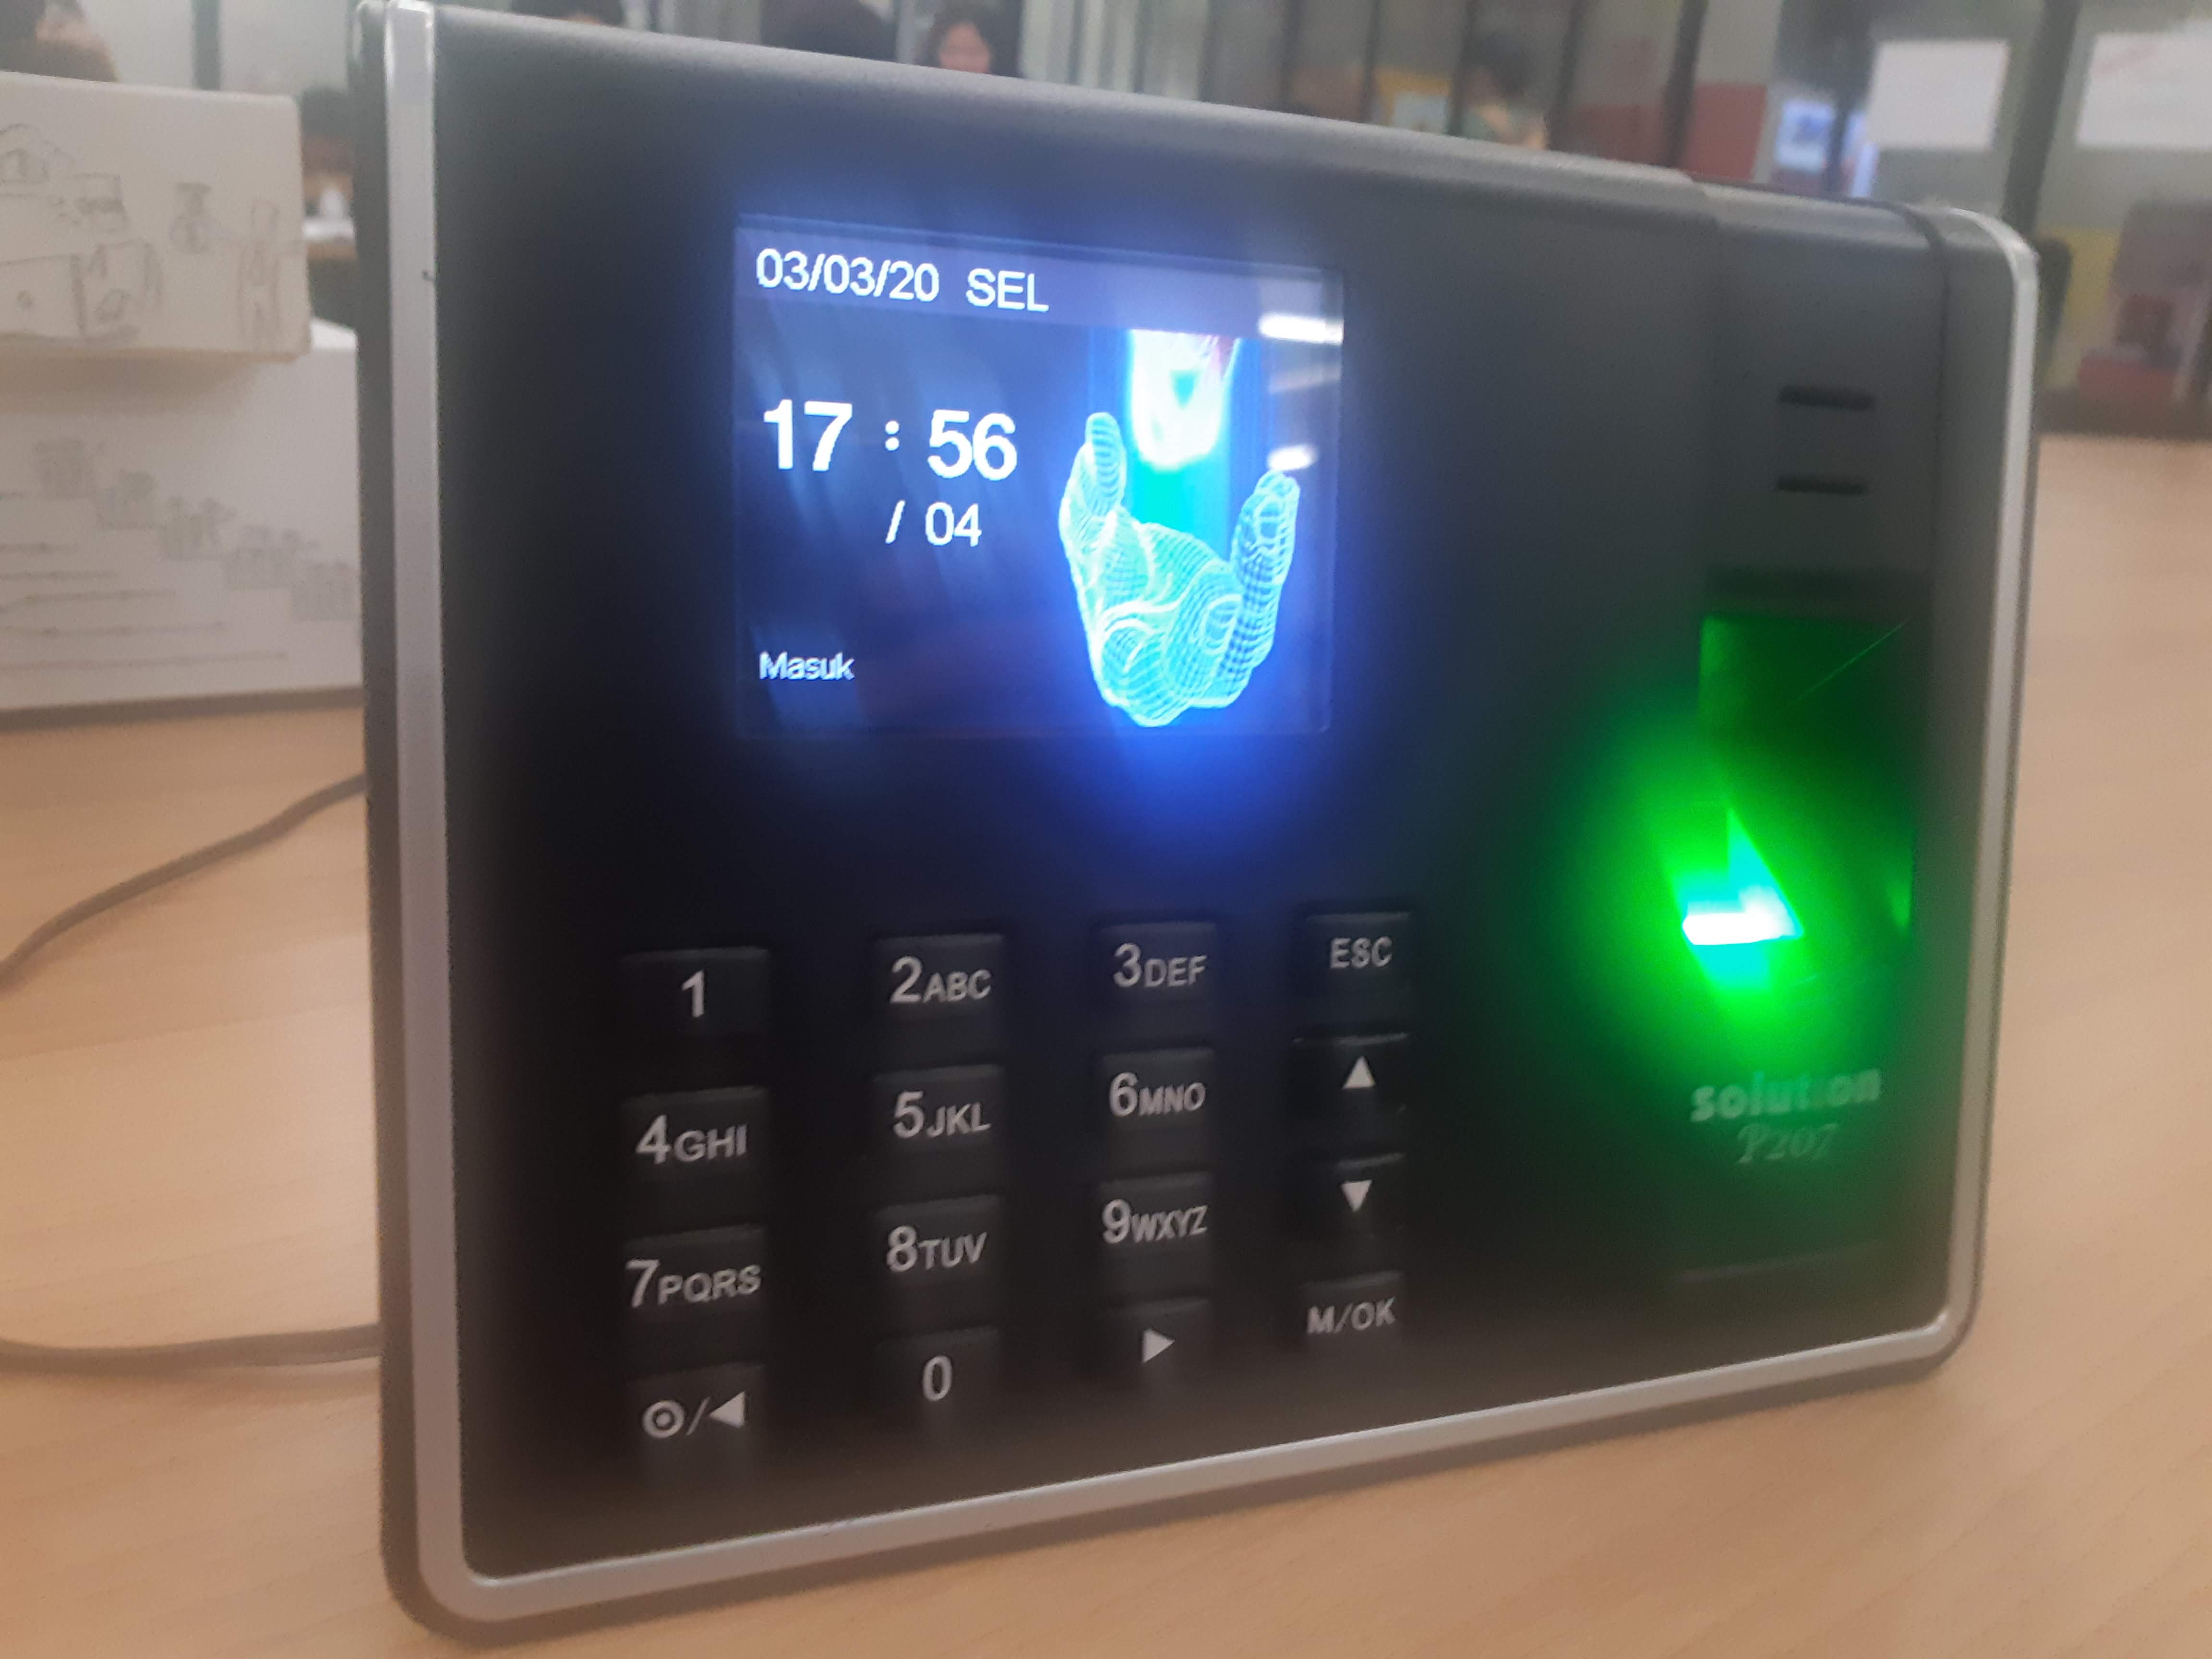 03/03/20 SEL
17 : 56
/ 04
Masuk
1 2ABC 3DEF ESC
4GHI 5JKL 6MNO ▲
7PQRS 8TUV 9WXYZ ▼
◎/◀ 0 ▶ M/OK
solution
P207